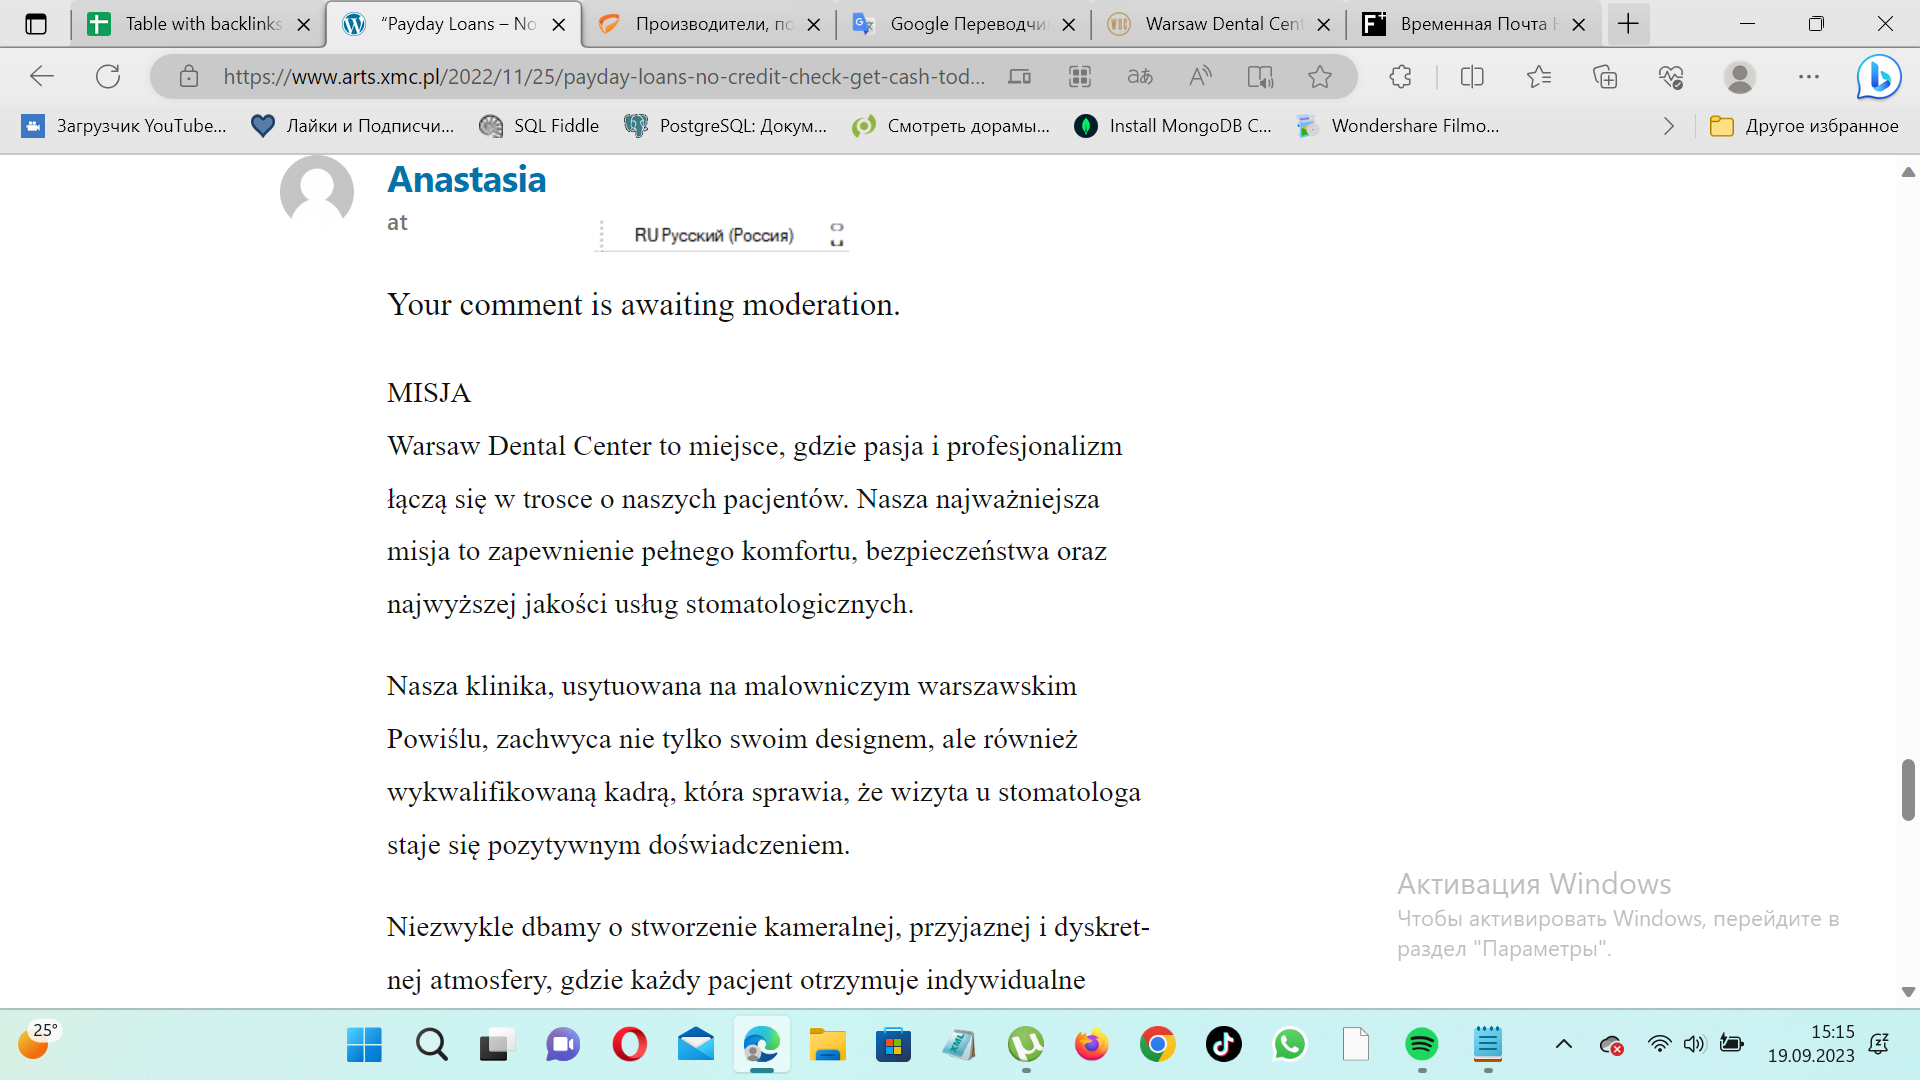 Table with backlinks
“Payday Loans – No
Производители, по
Google Переводчи
Warsaw Dental Cent
Временная Почта
https://www.arts.xmc.pl/2022/11/25/payday-loans-no-credit-check-get-cash-tod...
Загрузчик YouTube...
Лайки и Подписчи...
SQL Fiddle
PostgreSQL: Докум...
Смотреть дорамы...
Install MongoDB C...
Wondershare Filmo...
Другое избранное
Anastasia
at
RU Русский (Россия)
Your comment is awaiting moderation.
MISJA
Warsaw Dental Center to miejsce, gdzie pasja i profesjonalizm
łączą się w trosce o naszych pacjentów. Nasza najważniejsza
misja to zapewnienie pełnego komfortu, bezpieczeństwa oraz
najwyższej jakości usług stomatologicznych.
Nasza klinika, usytuowana na malowniczym warszawskim
Powiślu, zachwyca nie tylko swoim designem, ale również
wykwalifikowaną kadrą, która sprawia, że wizyta u stomatologa
staje się pozytywnym doświadczeniem.
Niezwykle dbamy o stworzenie kameralnej, przyjaznej i dyskret-
nej atmosfery, gdzie każdy pacjent otrzymuje indywidualne
Активация Windows
Чтобы активировать Windows, перейдите в
раздел "Параметры".
25°
15:15
19.09.2023